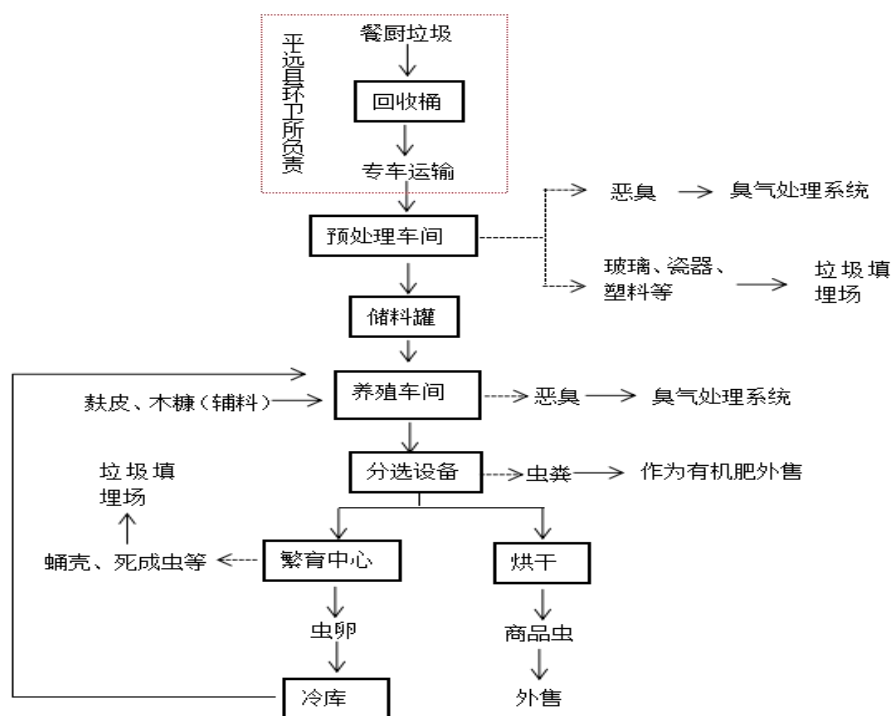 餐厨垃圾
平远县环卫所负责
回收桶
专车运输
恶臭
臭气处理系统
预处理车间
玻璃、瓷器、
塑料等
垃圾填
埋场
储料罐
养殖车间
麸皮、木糠(辅料)
恶臭
臭气处理系统
分选设备
虫粪
作为有机肥外售
垃圾填
埋场
蛹壳、死成虫等
繁育中心
烘干
虫卵
商品虫
冷库
外售